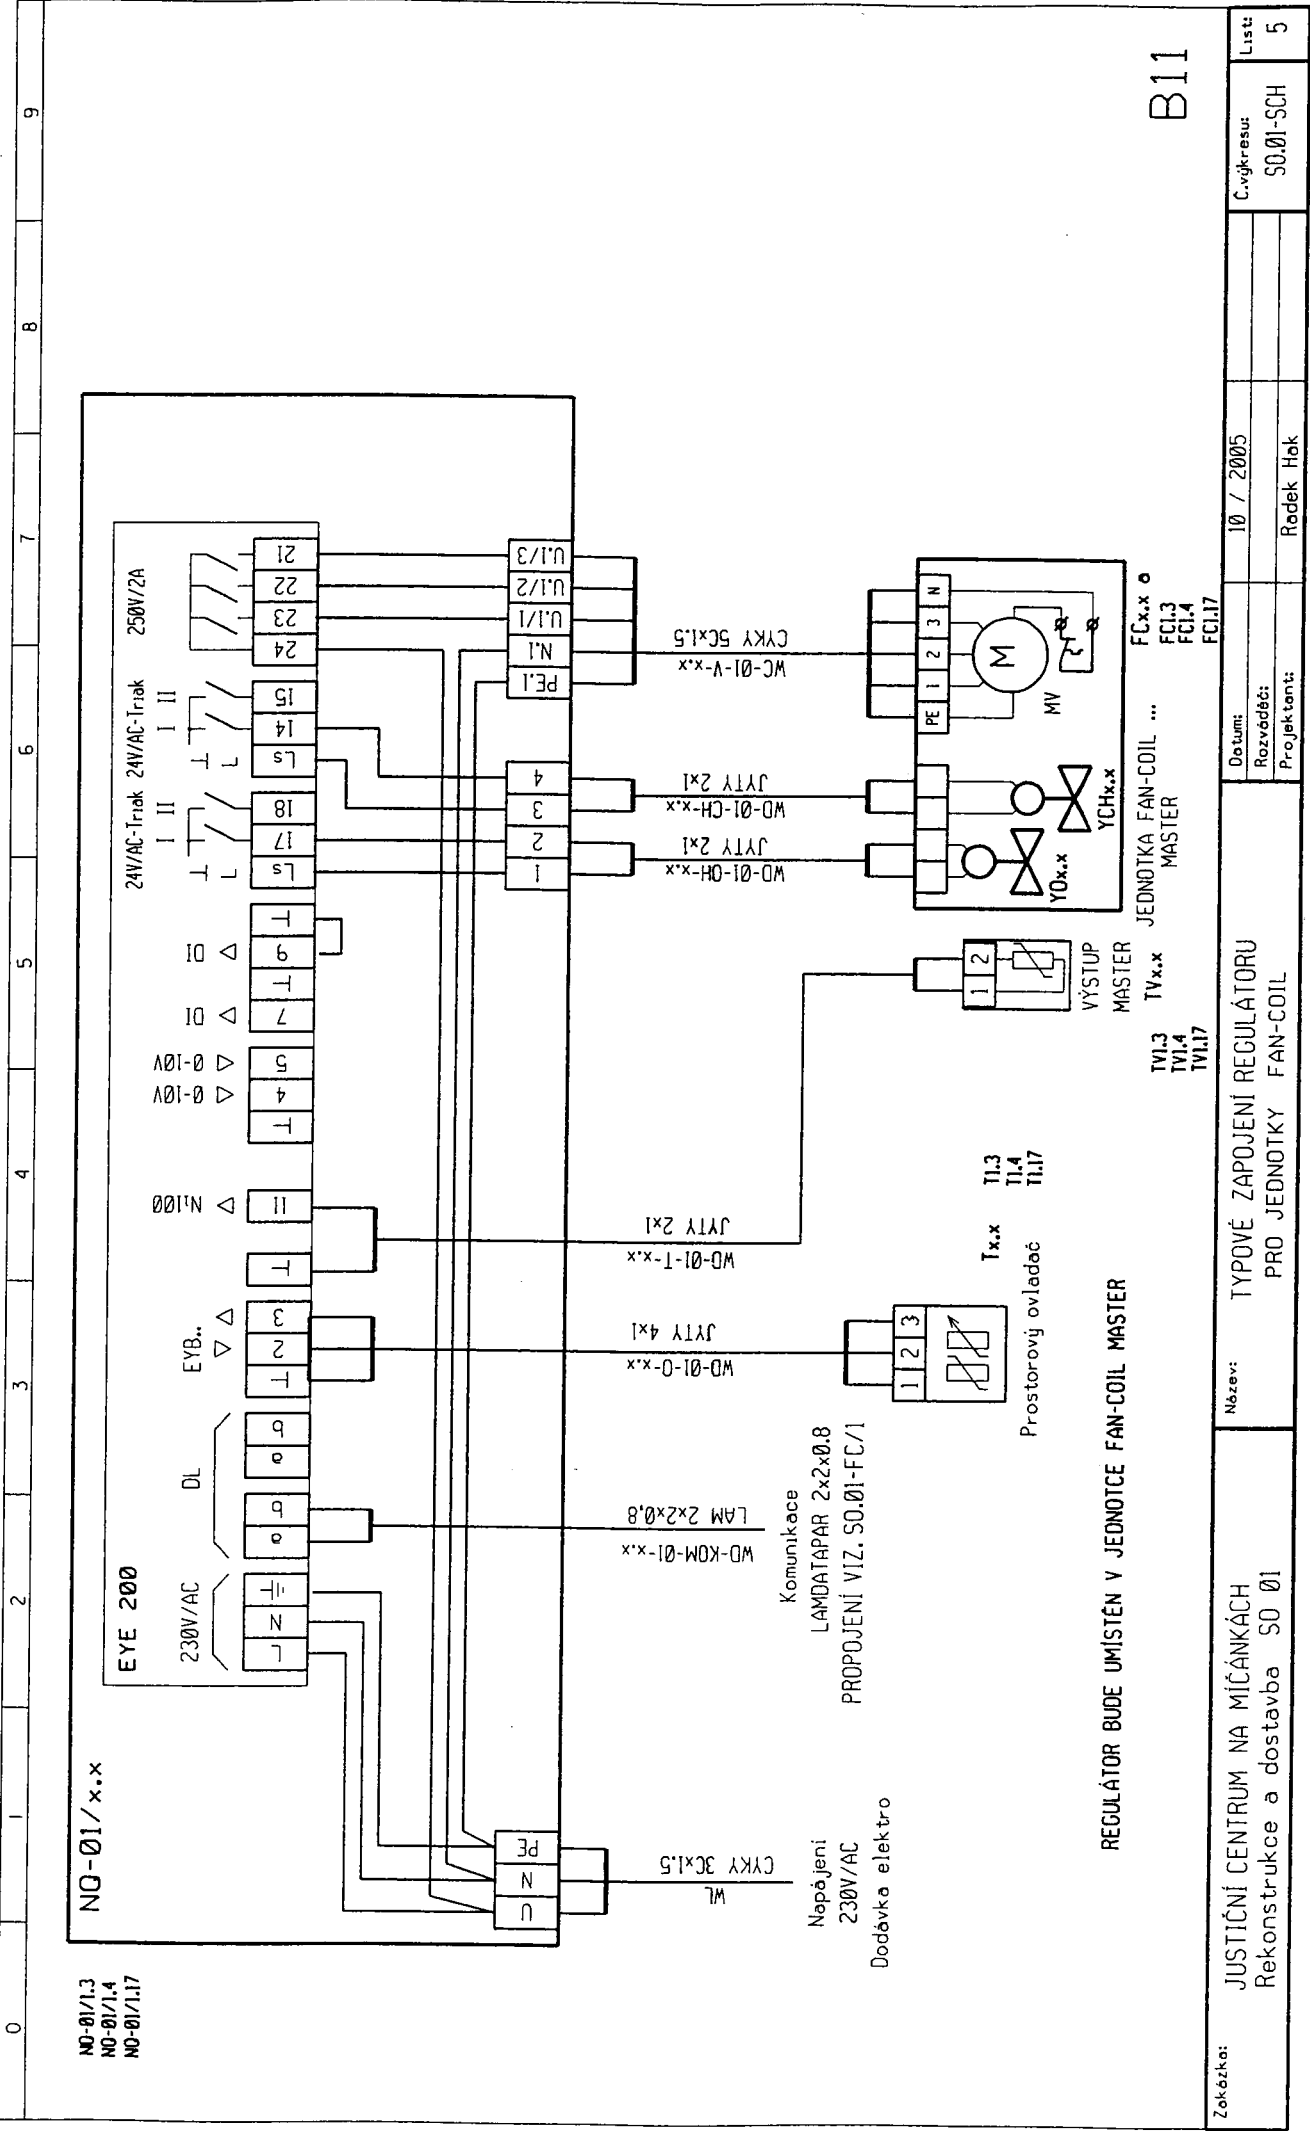 0 1 2 3 4 5 6 7 8 9
NQ-01/1.3
NQ-01/1.4
NQ-01/1.17
NQ-01/x.x
EYE 200
230V/AC
DL
EYB..
Ni100
0-10V
0-10V
DI
DI
24V/AC-Triak
24V/AC-Triak
250V/2A
I II
I II
L N
a b
a b
2 3
11
4 5
7
9
Ls 17 18
Ls 14 15
24 23 22 21
U N PE
1 2 3 4
PE.1 N.1 U.1/1 U.1/2 U.1/3
WL
CYKY 3Cx1.5
WD-KOM-01-x.x
LAM 2x2x0,8
WD-01-O-x.x
JYTY 4x1
WD-01-T-x.x
JYTY 2x1
WD-01-OH-x.x
JYTY 2x1
WD-01-CH-x.x
JYTY 2x1
WC-01-V-x.x
CYKY 5Cx1.5
Napájení
230V/AC
Dodávka elektro
Komunikace
LAMDATAPAR 2x2x0.8
PROPOJENÍ VIZ. SO.01-FC/1
1 2 3
Prostorový ovladač
Tx.x
T1.3
T1.4
T1.17
1 2
VÝSTUP
MASTER
TVx.x
TV1.3
TV1.4
TV1.17
PE 1 2 3 N
M
MV
YOx.x
YCHx.x
JEDNOTKA FAN-COIL ...
MASTER
FCx.x a
FC1.3
FC1.4
FC1.17
REGULÁTOR BUDE UMÍSTĚN V JEDNOTCE FAN-COIL MASTER
B11
Zakázka:
JUSTIČNÍ CENTRUM NA MÍČÁNKÁCH
Rekonstrukce a dostavba SO 01
Název:
TYPOVÉ ZAPOJENÍ REGULÁTORU
PRO JEDNOTKY FAN-COIL
Datum: 10 / 2005
Rozváděč:
Projektant: Radek Hak
C.výkresu:
SO.01-SCH
List:
5